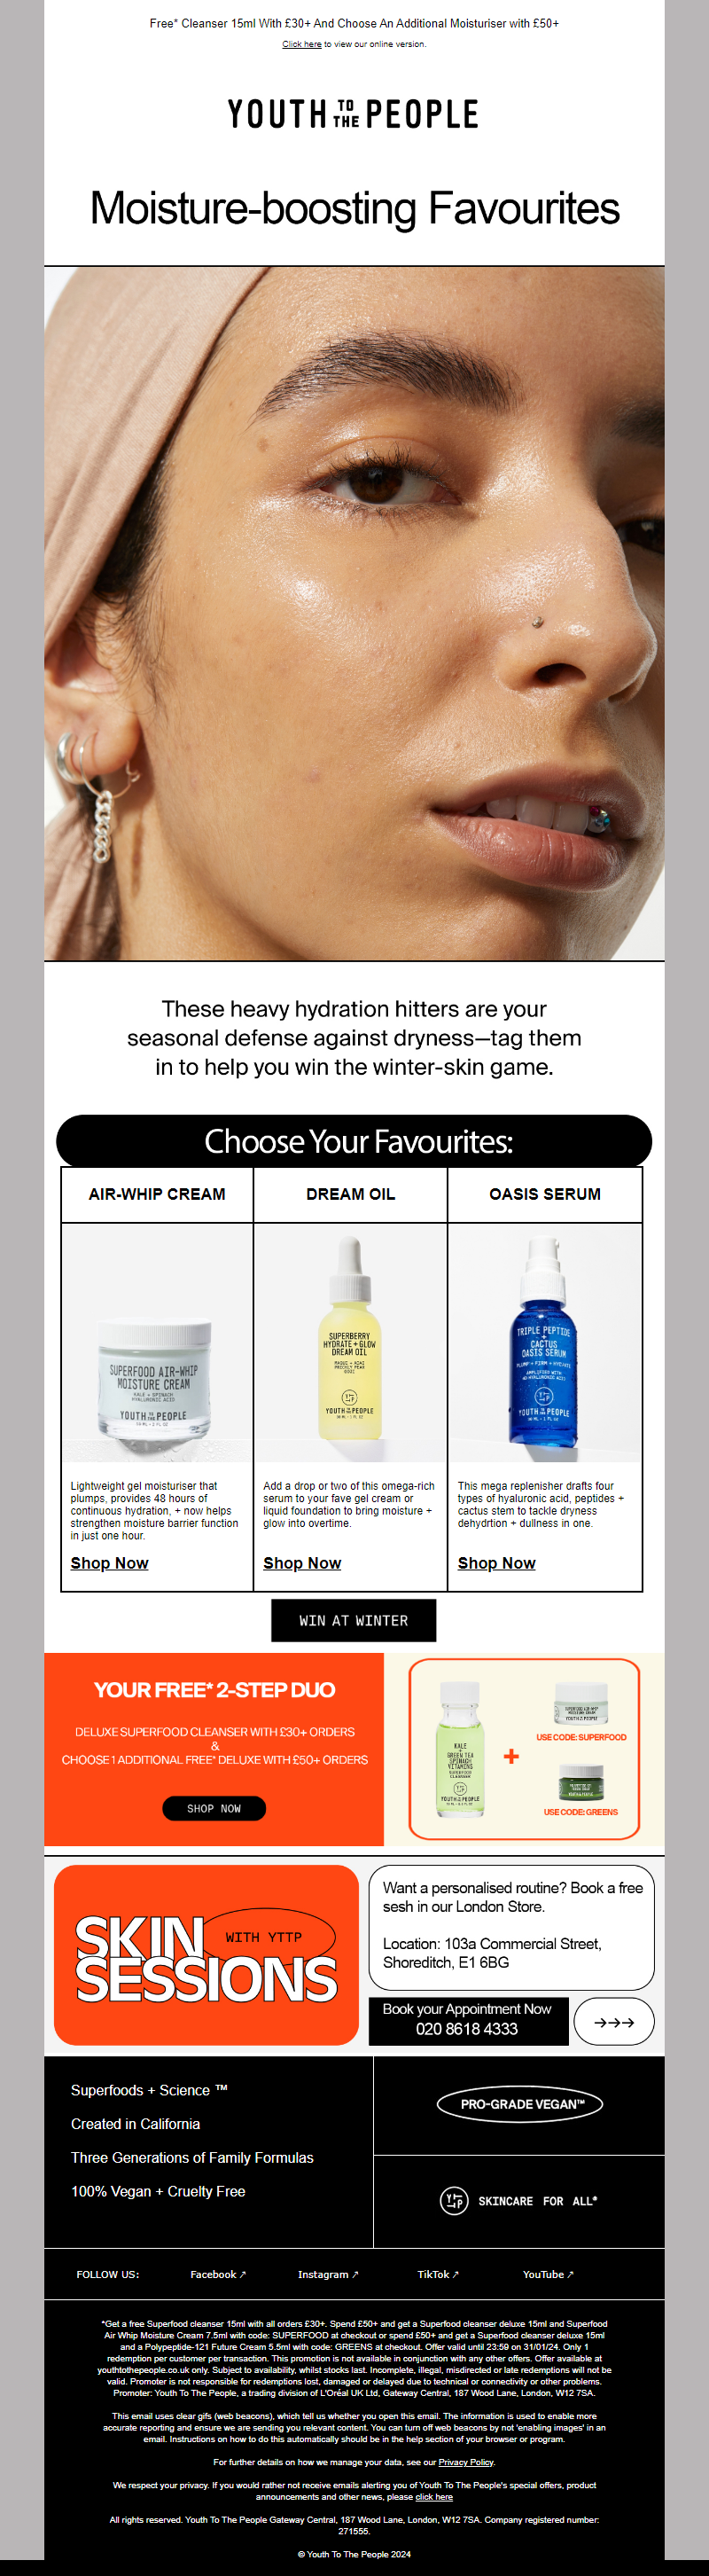 Free* Cleanser 15ml With £30+ And Choose An Additional Moisturiser with £50+
Click here to view our online version.
YOUTH TO THE PEOPLE
Moisture-boosting Favourites
These heavy hydration hitters are your
seasonal defense against dryness—tag them
in to help you win the winter-skin game.
Choose Your Favourites:
AIR-WHIP CREAM
DREAM OIL
OASIS SERUM
SUPERFOOD AIR-WHIP
MOISTURE CREAM
KALE + SPINACH
HYALURONIC ACID
YOUTH TO THE PEOPLE
SUPERBERRY
HYDRATE + GLOW
DREAM OIL
MAQUI + ACAI
PRICKLY PEAR
GOJI
YOUTH TO THE PEOPLE
30 ML - 1 FL OZ
TRIPLE PEPTIDE
+
CACTUS
OASIS SERUM
PLUMP + FIRM + HYDRATE
AMPLIFIED WITH
4D-HYALURONIC ACID
YOUTH TO THE PEOPLE
30 ML - 1 FL OZ
Lightweight gel moisturiser that
plumps, provides 48 hours of
continuous hydration, + now helps
strengthen moisture barrier function
in just one hour.
Shop Now
Add a drop or two of this omega-rich
serum to your fave gel cream or
liquid foundation to bring moisture +
glow into overtime.
Shop Now
This mega replenisher drafts four
types of hyaluronic acid, peptides +
cactus stem to tackle dryness
dehydrtion + dullness in one.
Shop Now
WIN AT WINTER
YOUR FREE* 2-STEP DUO
DELUXE SUPERFOOD CLEANSER WITH £30+ ORDERS
&
CHOOSE 1 ADDITIONAL FREE* DELUXE WITH £50+ ORDERS
SHOP NOW
KALE
+
GREEN TEA
SPINACH
VITAMINS
SUPERFOOD
CLEANSER
YOUTH TO THE PEOPLE
+
USE CODE: SUPERFOOD
USE CODE: GREENS
SKIN
WITH YTTP
SESSIONS
Want a personalised routine? Book a free
sesh in our London Store.
Location: 103a Commercial Street,
Shoreditch, E1 6BG
Book your Appointment Now
020 8618 4333
→→→
Superfoods + Science ™
Created in California
Three Generations of Family Formulas
100% Vegan + Cruelty Free
PRO-GRADE VEGAN™
YTTP SKINCARE FOR ALL®
FOLLOW US:
Facebook ↗
Instagram ↗
TikTok ↗
YouTube ↗
*Get a free Superfood cleanser 15ml with all orders £30+. Spend £50+ and get a Superfood cleanser deluxe 15ml and Superfood
Air Whip Moisture Cream 7.5ml with code: SUPERFOOD at checkout or spend £50+ and get a Superfood cleanser deluxe 15ml
and a Polypeptide-121 Future Cream 5.5ml with code: GREENS at checkout. Offer valid until 23:59 on 31/01/24. Only 1
redemption per customer per transaction. This promotion is not available in conjunction with any other offers. Offer available at
youthtothepeople.co.uk only. Subject to availability, whilst stocks last. Incomplete, illegal, misdirected or late redemptions will not be
valid. Promoter is not responsible for redemptions lost, damaged or delayed due to technical or connectivity or other problems.
Promoter: Youth To The People, a trading division of L'Oréal UK Ltd, Gateway Central, 187 Wood Lane, London, W12 7SA.
This email uses clear gifs (web beacons), which tell us whether you open this email. The information is used to enable more
accurate reporting and ensure we are sending you relevant content. You can turn off web beacons by not 'enabling images' in an
email. Instructions on how to do this automatically should be in the help section of your browser or program.
For further details on how we manage your data, see our Privacy Policy.
We respect your privacy. If you would rather not receive emails alerting you of Youth To The People's special offers, product
announcements and other news, please click here
All rights reserved. Youth To The People Gateway Central, 187 Wood Lane, London, W12 7SA. Company registered number:
271555.
© Youth To The People 2024